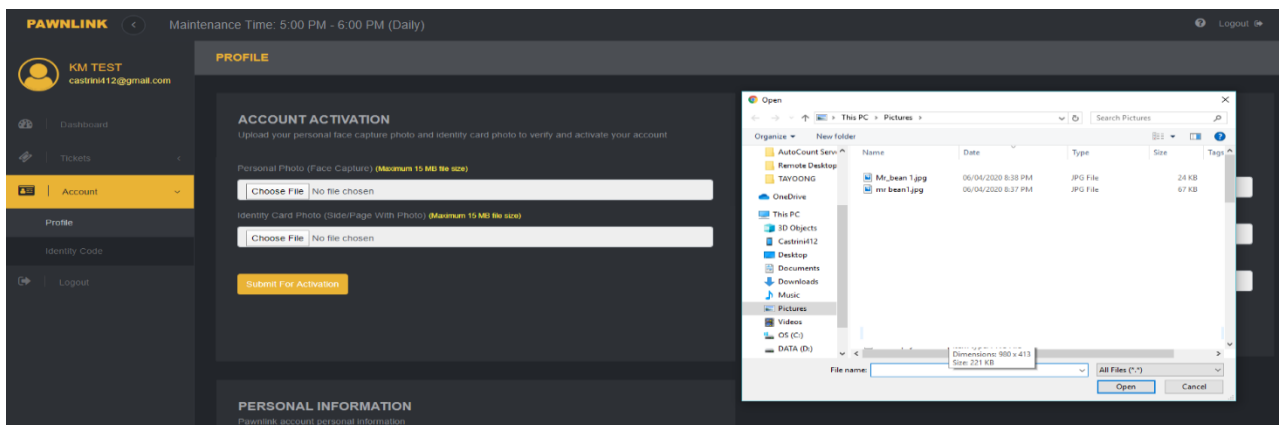 PAWNLINK
Maintenance Time: 5:00 PM - 6:00 PM (Daily)
Logout
KM TEST
castrini412@gmail.com
Dashboard
Tickets
Account
Profile
Identity Code
Logout
PROFILE
ACCOUNT ACTIVATION
Upload your personal face capture photo and identity card photo to verify and activate your account
Personal Photo (Face Capture) (Maximum 15 MB file size)
Choose File No file chosen
Identity Card Photo (Side/Page With Photo) (Maximum 15 MB file size)
Choose File No file chosen
Submit For Activation
PERSONAL INFORMATION
Pawnlink account personal information
Open
This PC > Pictures >
Search Pictures
Organize
New folder
AutoCount Serv
Remote Desktop
TAYOONG
OneDrive
This PC
3D Objects
Castrini412
Desktop
Documents
Downloads
Music
Pictures
Videos
OS (C:)
DATA (D:)
Name Date Type Size Tags
Mr_bean 1.jpg 06/04/2020 8:38 PM JPG File 24 KB
mr bean1.jpg 06/04/2020 8:37 PM JPG File 67 KB
Dimensions: 980 x 413
Size: 221 KB
File name:
All Files (*.*)
Open
Cancel